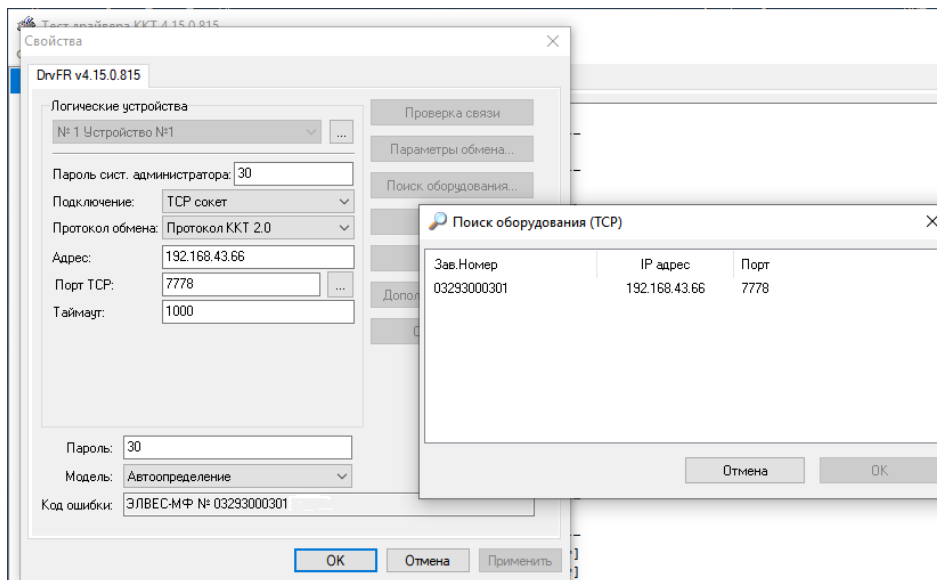 Тест драйвера ККТ 4.15.0.815
Свойства
DrvFR v4.15.0.815
Логические устройства
№ 1 Устройство №1
...
Проверка связи
Параметры обмена...
Поиск оборудования...
Пароль сист. администратора: 30
Подключение: TCP сокет
Протокол обмена: Протокол ККТ 2.0
Адрес: 192.168.43.66
Порт TCP: 7778
...
Таймаут: 1000
Поиск оборудования (TCP)
Зав.Номер IP адрес Порт
03293000301 192.168.43.66 7778
Отмена OK
Пароль: 30
Модель: Автоопределение
Код ошибки: ЭЛВЕС-МФ № 03293000301
OK Отмена Применить